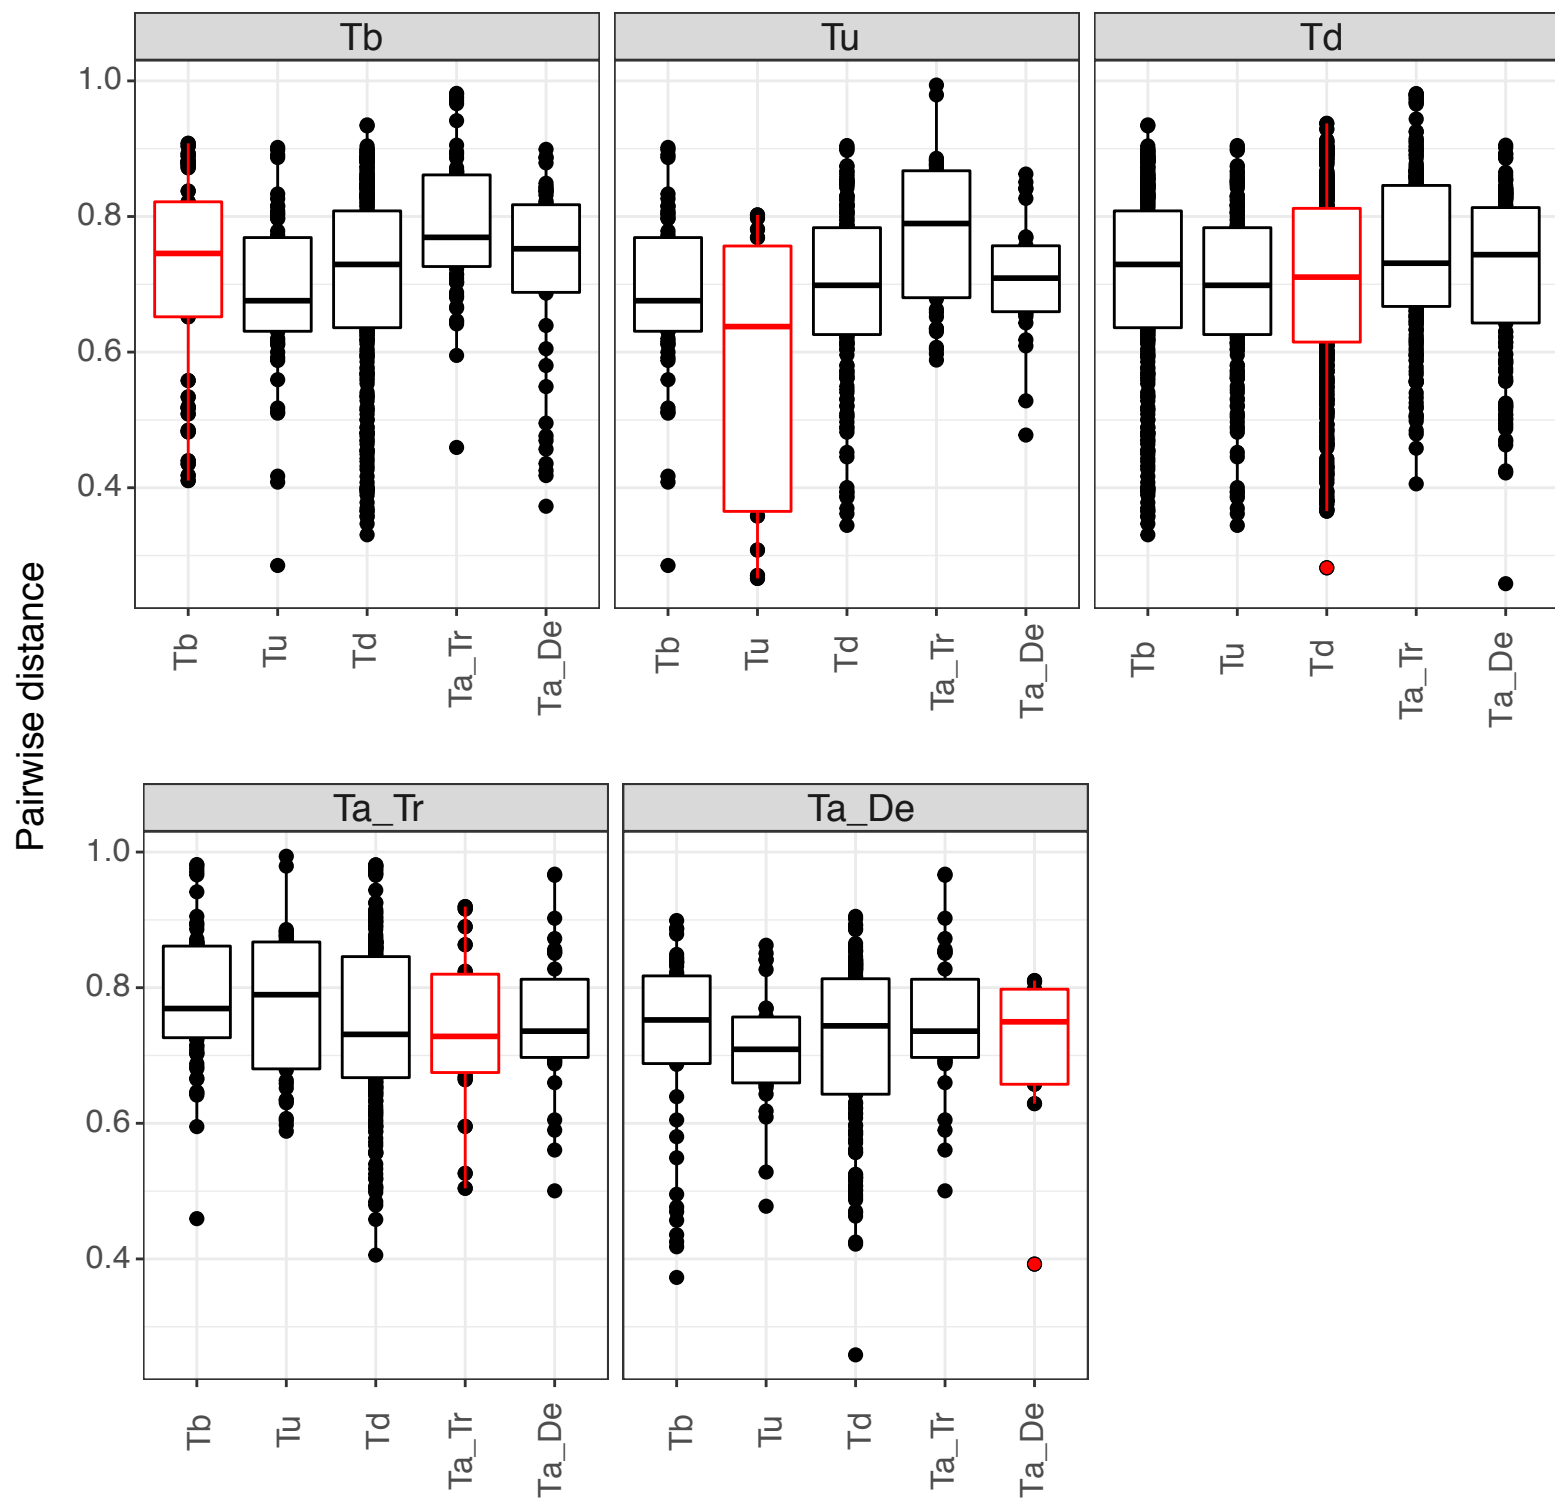 Tb Tu Td
1.0
0.8
0.6
0.4
Tb Tu Td Ta_Tr Ta_De Tb Tu Td Ta_Tr Ta_De Tb Tu Td Ta_Tr Ta_De
Pairwise distance
Ta_Tr Ta_De
1.0
0.8
0.6
0.4
Tb Tu Td Ta_Tr Ta_De Tb Tu Td Ta_Tr Ta_De